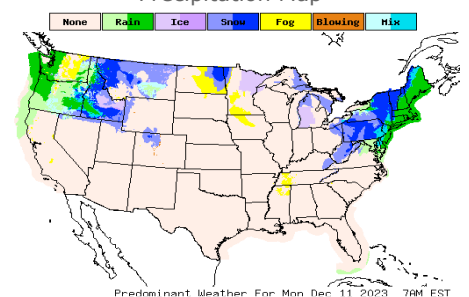 Precipitation Map
None Rain Ice Snow Fog Blowing Mix
Predominant Weather For Mon Dec 11 2023 7AM EST